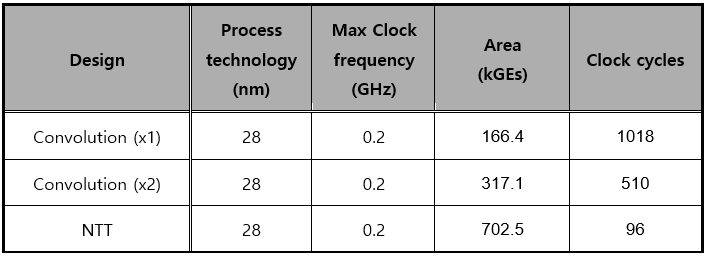 Design
Process
technology
(nm)
Max Clock
frequency
(GHz)
Area
(kGEs)
Clock cycles
Convolution (x1)
28
0.2
166.4
1018
Convolution (x2)
28
0.2
317.1
510
NTT
28
0.2
702.5
96